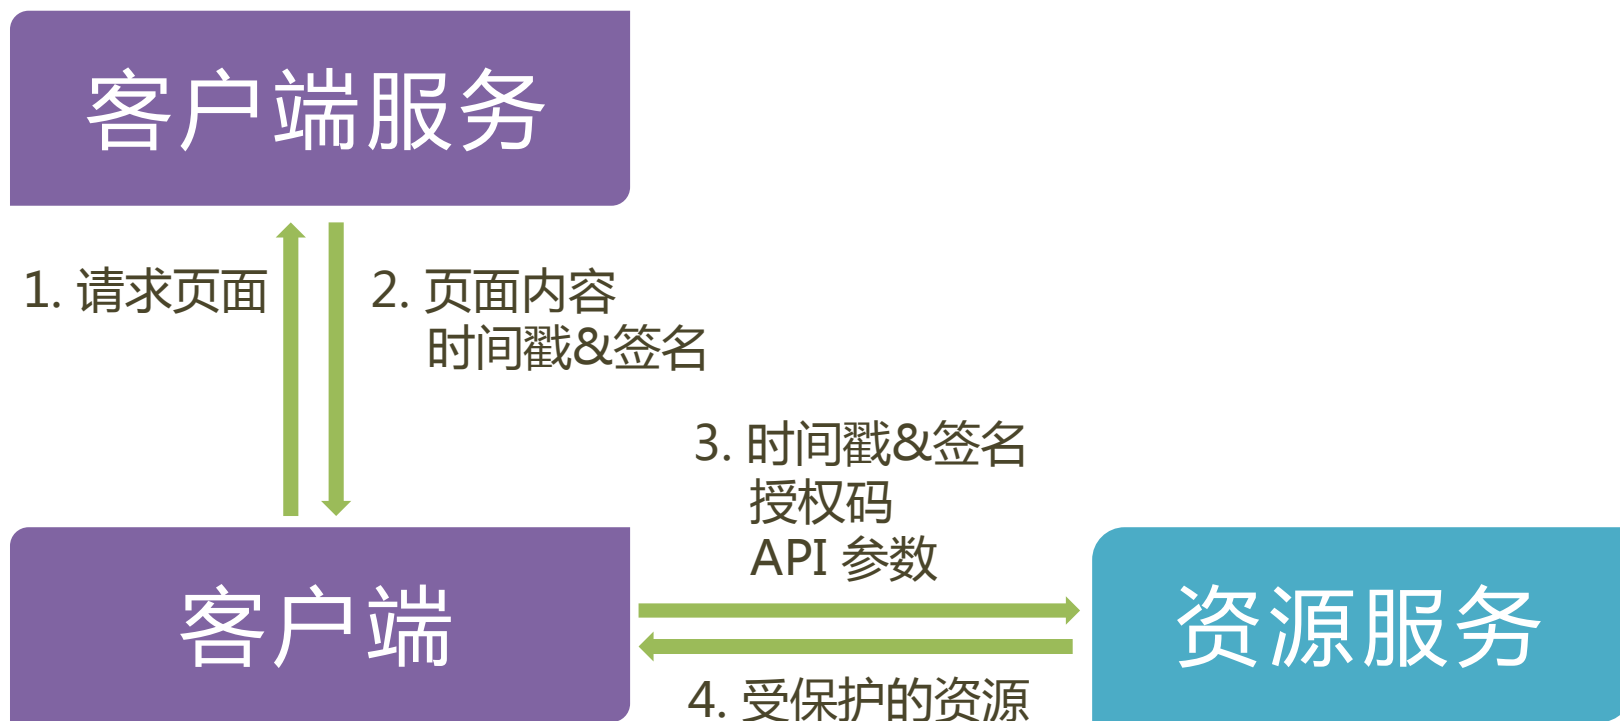 客户端服务
1. 请求页面
2. 页面内容
时间戳&签名
3. 时间戳&签名
授权码
API 参数
客户端
资源服务
4. 受保护的资源